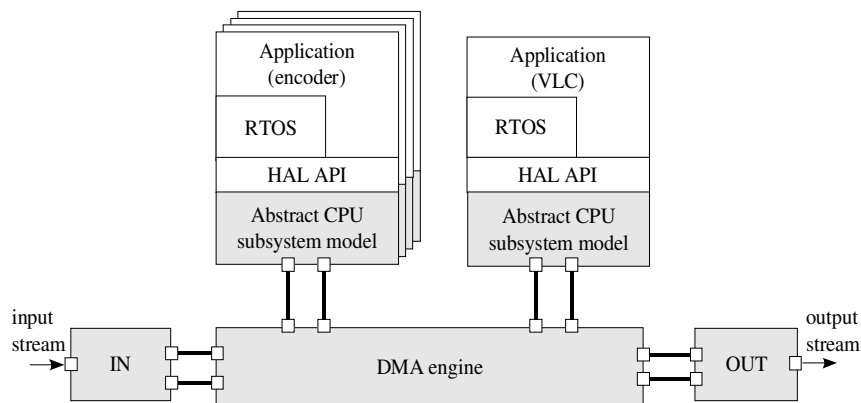 Application
(encoder)
RTOS
HAL API
Abstract CPU
subsystem model
Application
(VLC)
RTOS
HAL API
Abstract CPU
subsystem model
input
stream
IN
DMA engine
OUT
output
stream